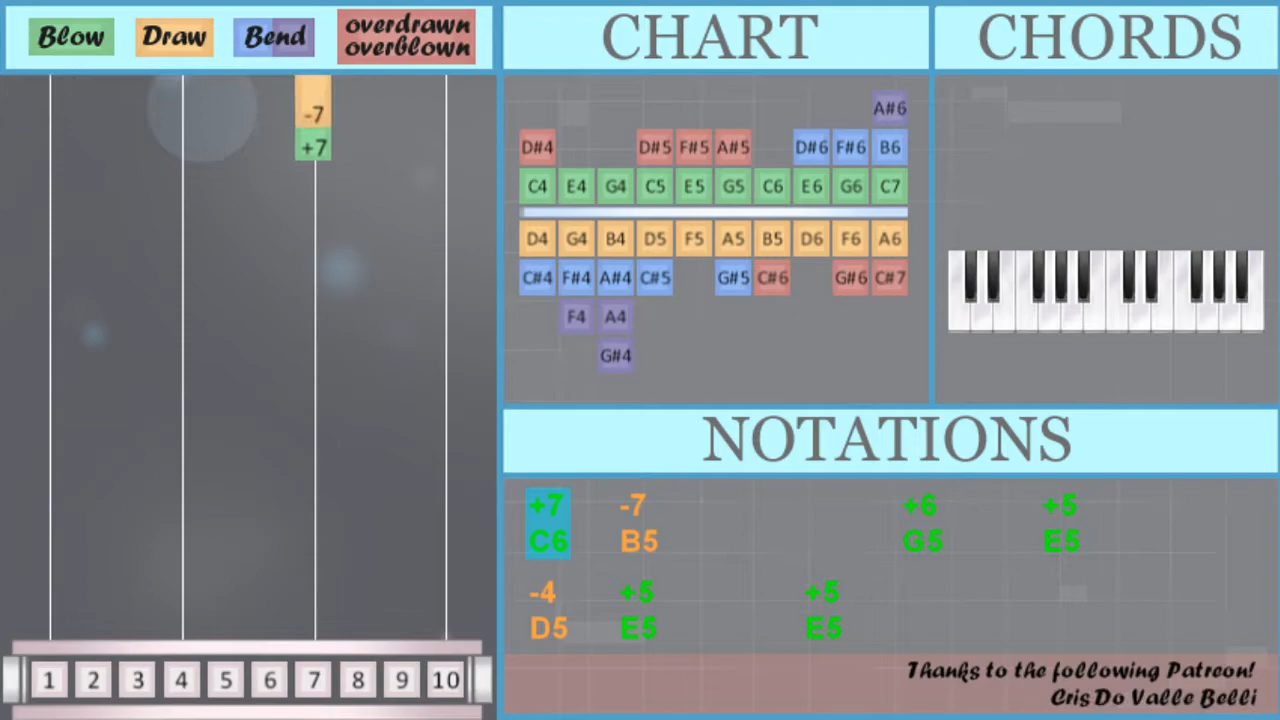 Blow Draw Bend overdrawn
overblown
CHART
CHORDS
-7
+7
A#6
D#4 D#5 F#5 A#5 D#6 F#6 B6
C4 E4 G4 C5 E5 G5 C6 E6 G6 C7
D4 G4 B4 D5 F5 A5 B5 D6 F6 A6
C#4 F#4 A#4 C#5 G#5 C#6 G#6 C#7
F4 A4
G#4
NOTATIONS
+7 -7 +6 +5
C6 B5 G5 E5
-4 +5 +5
D5 E5 E5
Thanks to the following Patreon!
Cris Do Valle Belli
1 2 3 4 5 6 7 8 9 10